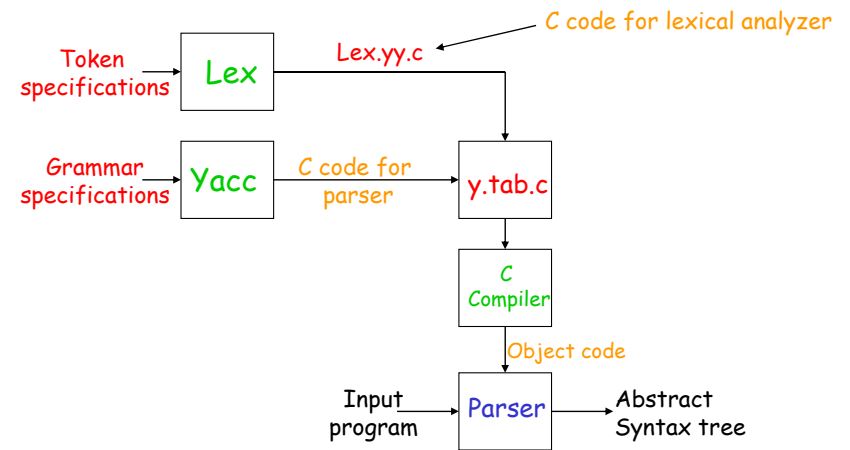 C code for lexical analyzer
Lex.yy.c
Token
specifications
Lex
Grammar
specifications
Yacc
C code for
parser
y.tab.c
C
Compiler
Object code
Input
program
Parser
Abstract
Syntax tree